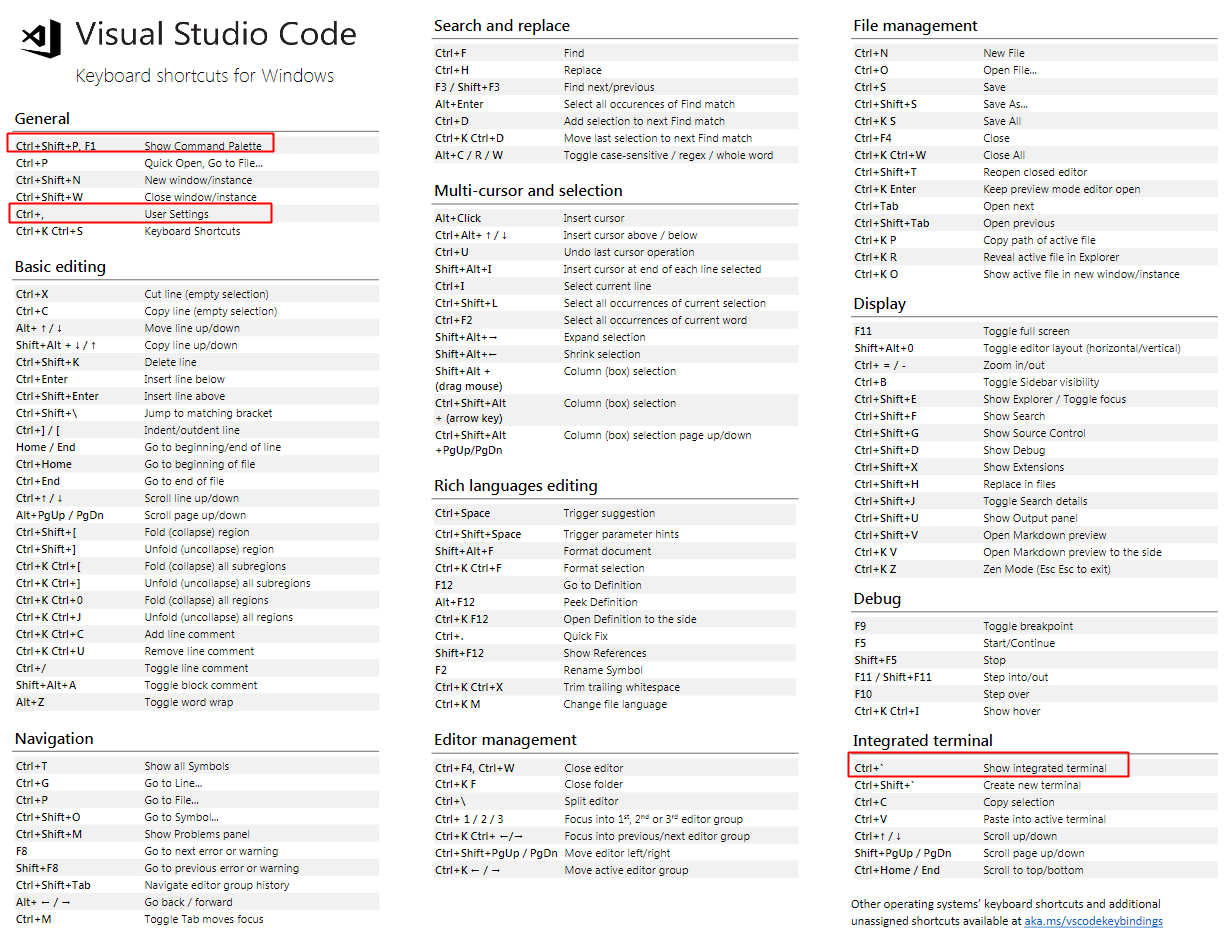 Visual Studio Code
Keyboard shortcuts for Windows
General
Ctrl+Shift+P, F1 Show Command Palette
Ctrl+P Quick Open, Go to File...
Ctrl+Shift+N New window/instance
Ctrl+Shift+W Close window/instance
Ctrl+, User Settings
Ctrl+K Ctrl+S Keyboard Shortcuts
Basic editing
Ctrl+X Cut line (empty selection)
Ctrl+C Copy line (empty selection)
Alt+ ↑ / ↓ Move line up/down
Shift+Alt + ↓ / ↑ Copy line up/down
Ctrl+Shift+K Delete line
Ctrl+Enter Insert line below
Ctrl+Shift+Enter Insert line above
Ctrl+Shift+\ Jump to matching bracket
Ctrl+] / [ Indent/outdent line
Home / End Go to beginning/end of line
Ctrl+Home Go to beginning of file
Ctrl+End Go to end of file
Ctrl+↑ / ↓ Scroll line up/down
Alt+PgUp / PgDn Scroll page up/down
Ctrl+Shift+[ Fold (collapse) region
Ctrl+Shift+] Unfold (uncollapse) region
Ctrl+K Ctrl+[ Fold (collapse) all subregions
Ctrl+K Ctrl+] Unfold (uncollapse) all subregions
Ctrl+K Ctrl+0 Fold (collapse) all regions
Ctrl+K Ctrl+J Unfold (uncollapse) all regions
Ctrl+K Ctrl+C Add line comment
Ctrl+K Ctrl+U Remove line comment
Ctrl+/ Toggle line comment
Shift+Alt+A Toggle block comment
Alt+Z Toggle word wrap
Navigation
Ctrl+T Show all Symbols
Ctrl+G Go to Line...
Ctrl+P Go to File...
Ctrl+Shift+O Go to Symbol...
Ctrl+Shift+M Show Problems panel
F8 Go to next error or warning
Shift+F8 Go to previous error or warning
Ctrl+Shift+Tab Navigate editor group history
Alt+ ← / → Go back / forward
Ctrl+M Toggle Tab moves focus
Search and replace
Ctrl+F Find
Ctrl+H Replace
F3 / Shift+F3 Find next/previous
Alt+Enter Select all occurences of Find match
Ctrl+D Add selection to next Find match
Ctrl+K Ctrl+D Move last selection to next Find match
Alt+C / R / W Toggle case-sensitive / regex / whole word
Multi-cursor and selection
Alt+Click Insert cursor
Ctrl+Alt+ ↑ / ↓ Insert cursor above / below
Ctrl+U Undo last cursor operation
Shift+Alt+I Insert cursor at end of each line selected
Ctrl+I Select current line
Ctrl+Shift+L Select all occurrences of current selection
Ctrl+F2 Select all occurrences of current word
Shift+Alt+→ Expand selection
Shift+Alt+← Shrink selection
Shift+Alt + Column (box) selection
(drag mouse)
Ctrl+Shift+Alt Column (box) selection
+ (arrow key)
Ctrl+Shift+Alt Column (box) selection page up/down
+PgUp/PgDn
Rich languages editing
Ctrl+Space Trigger suggestion
Ctrl+Shift+Space Trigger parameter hints
Shift+Alt+F Format document
Ctrl+K Ctrl+F Format selection
F12 Go to Definition
Alt+F12 Peek Definition
Ctrl+K F12 Open Definition to the side
Ctrl+. Quick Fix
Shift+F12 Show References
F2 Rename Symbol
Ctrl+K Ctrl+X Trim trailing whitespace
Ctrl+K M Change file language
Editor management
Ctrl+F4, Ctrl+W Close editor
Ctrl+K F Close folder
Ctrl+\ Split editor
Ctrl+ 1 / 2 / 3 Focus into 1st, 2nd or 3rd editor group
Ctrl+K Ctrl+ ←/→ Focus into previous/next editor group
Ctrl+Shift+PgUp / PgDn Move editor left/right
Ctrl+K ← / → Move active editor group
File management
Ctrl+N New File
Ctrl+O Open File...
Ctrl+S Save
Ctrl+Shift+S Save As...
Ctrl+K S Save All
Ctrl+F4 Close
Ctrl+K Ctrl+W Close All
Ctrl+Shift+T Reopen closed editor
Ctrl+K Enter Keep preview mode editor open
Ctrl+Tab Open next
Ctrl+Shift+Tab Open previous
Ctrl+K P Copy path of active file
Ctrl+K R Reveal active file in Explorer
Ctrl+K O Show active file in new window/instance
Display
F11 Toggle full screen
Shift+Alt+0 Toggle editor layout (horizontal/vertical)
Ctrl+ = / - Zoom in/out
Ctrl+B Toggle Sidebar visibility
Ctrl+Shift+E Show Explorer / Toggle focus
Ctrl+Shift+F Show Search
Ctrl+Shift+G Show Source Control
Ctrl+Shift+D Show Debug
Ctrl+Shift+X Show Extensions
Ctrl+Shift+H Replace in files
Ctrl+Shift+J Toggle Search details
Ctrl+Shift+U Show Output panel
Ctrl+Shift+V Open Markdown preview
Ctrl+K V Open Markdown preview to the side
Ctrl+K Z Zen Mode (Esc Esc to exit)
Debug
F9 Toggle breakpoint
F5 Start/Continue
Shift+F5 Stop
F11 / Shift+F11 Step into/out
F10 Step over
Ctrl+K Ctrl+I Show hover
Integrated terminal
Ctrl+` Show integrated terminal
Ctrl+Shift+` Create new terminal
Ctrl+C Copy selection
Ctrl+V Paste into active terminal
Ctrl+↑ / ↓ Scroll up/down
Shift+PgUp / PgDn Scroll page up/down
Ctrl+Home / End Scroll to top/bottom
Other operating systems' keyboard shortcuts and additional
unassigned shortcuts available at aka.ms/vscodekeybindings